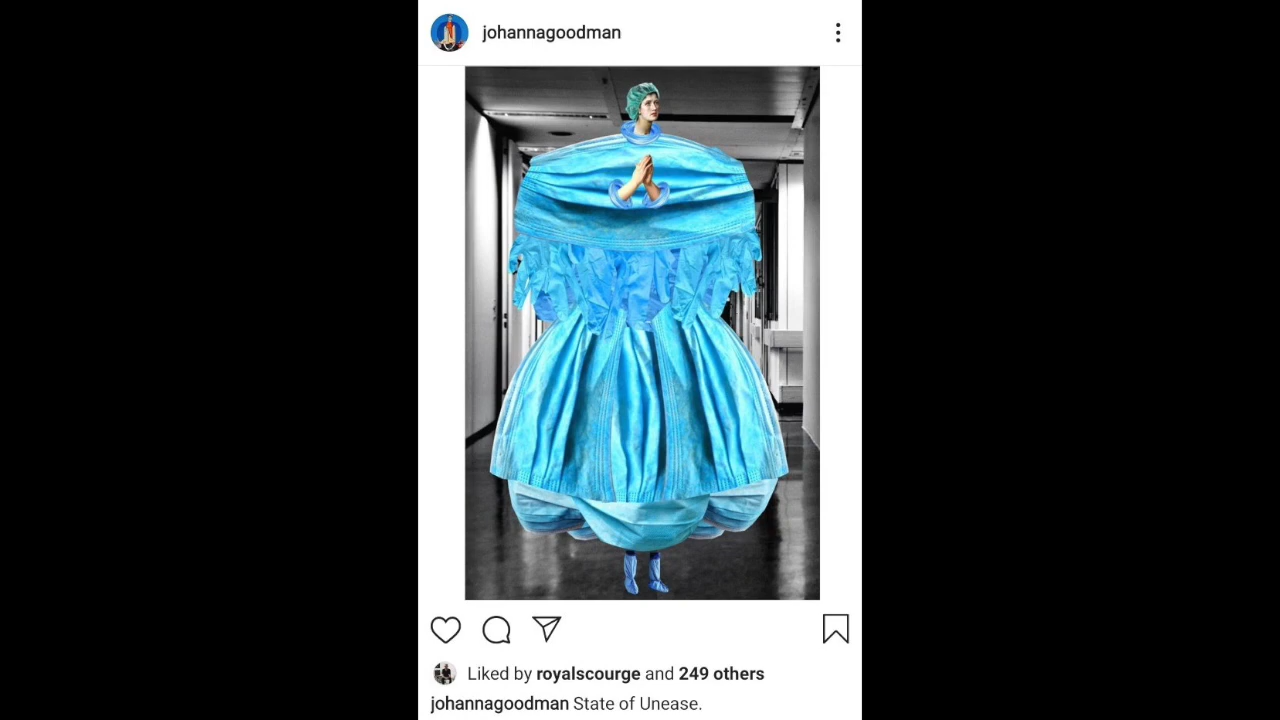 johannagoodman
Liked by royalscourge and 249 others
johannagoodman State of Unease.